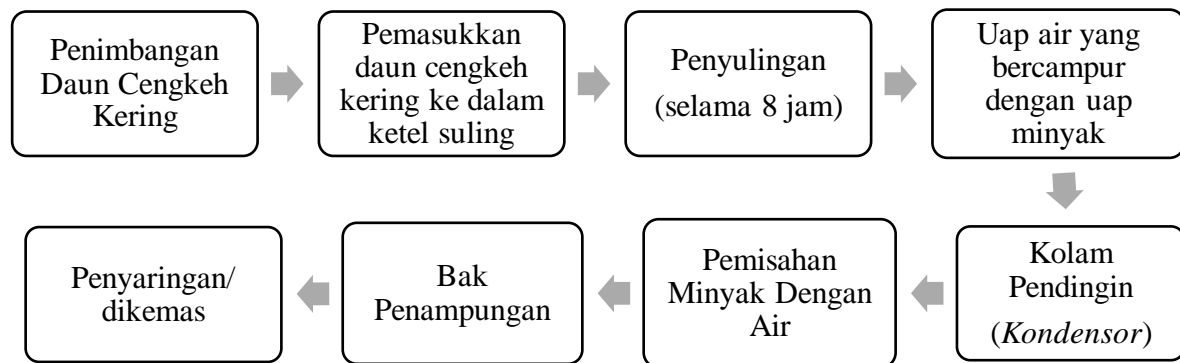 Penimbangan
Daun Cengkeh
Kering
Pemasukkan
daun cengkeh
kering ke dalam
ketel suling
Penyulingan
(selama 8 jam)
Uap air yang
bercampur
dengan uap
minyak
Kolam
Pendingin
(Kondensor)
Pemisahan
Minyak Dengan
Air
Bak
Penampungan
Penyaringan/
dikemas